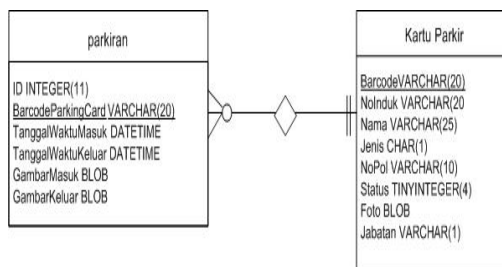 parkiran
ID INTEGER(11)
BarcodeParkingCard VARCHAR(20)
TanggalWaktuMasuk DATETIME
TanggalWaktuKeluar DATETIME
GambarMasuk BLOB
GambarKeluar BLOB
Kartu Parkir
BarcodeVARCHAR(20)
NoInduk VARCHAR(20
Nama VARCHAR(25)
Jenis CHAR(1)
NoPol VARCHAR(10)
Status TINYINTEGER(4)
Foto BLOB
Jabatan VARCHAR(1)